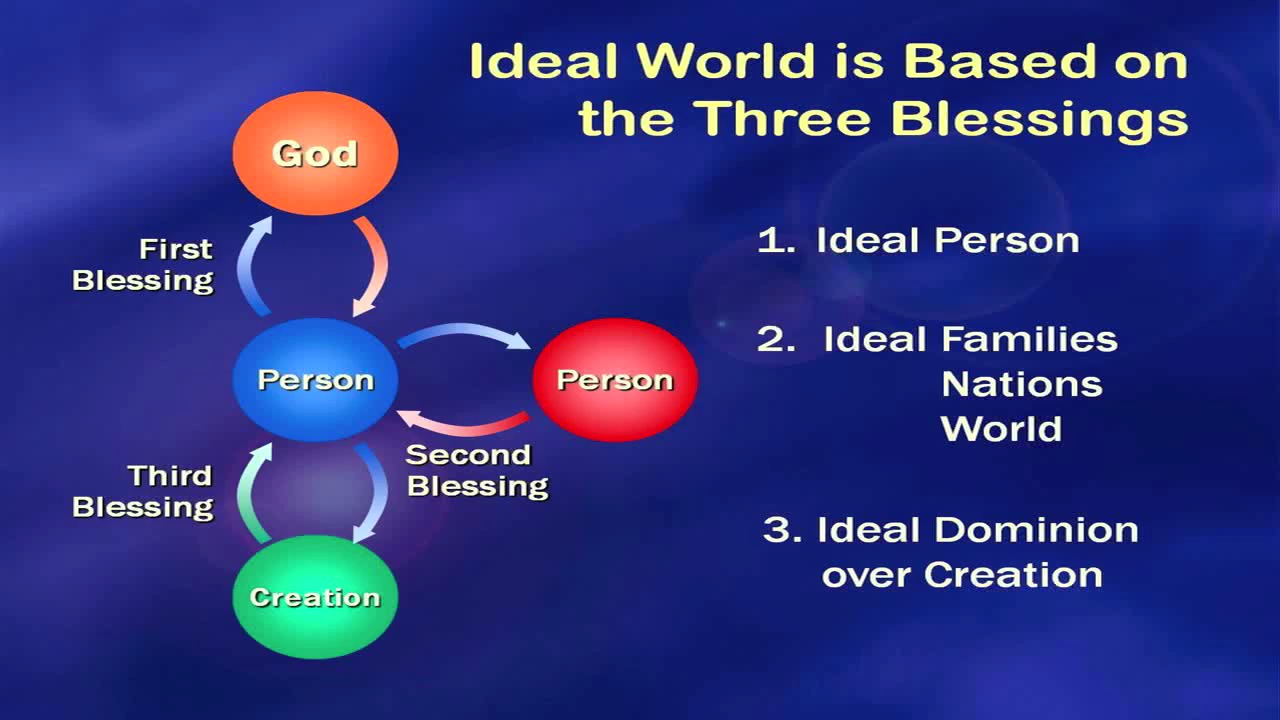 Ideal World is Based on
the Three Blessings
God
First
Blessing
Person
Person
Second
Blessing
Third
Blessing
Creation
1. Ideal Person
2. Ideal Families
Nations
World
3. Ideal Dominion
over Creation